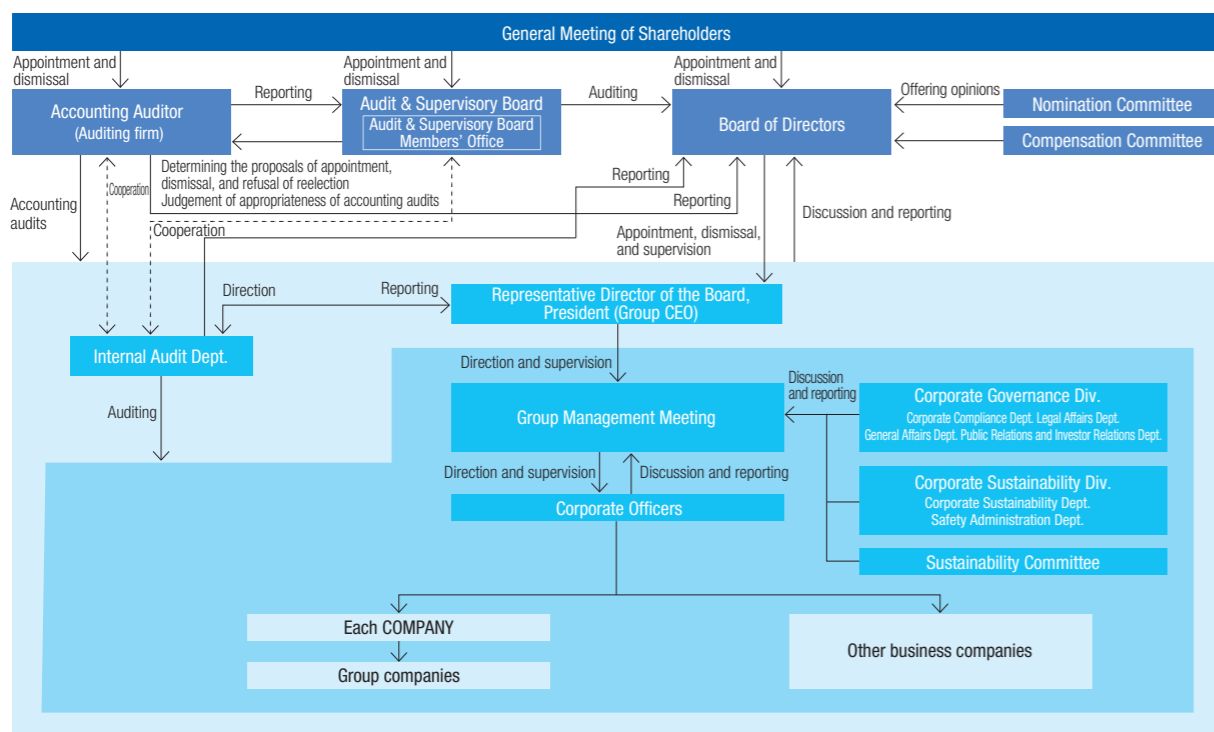 General Meeting of Shareholders
Appointment and
dismissal
Appointment and
dismissal
Appointment and
dismissal
Accounting Auditor
(Auditing firm)
Reporting
Audit & Supervisory Board
Audit & Supervisory Board
Members' Office
Auditing
Board of Directors
Offering opinions
Nomination Committee
Compensation Committee
Cooperation
Determining the proposals of appointment,
dismissal, and refusal of reelection
Judgement of appropriateness of accounting audits
Reporting
Reporting
Accounting
audits
Cooperation
Appointment, dismissal,
and supervision
Discussion and reporting
Direction
Reporting
Representative Director of the Board,
President (Group CEO)
Internal Audit Dept.
Direction and supervision
Auditing
Group Management Meeting
Discussion
and reporting
Corporate Governance Div.
Corporate Compliance Dept. Legal Affairs Dept.
General Affairs Dept. Public Relations and Investor Relations Dept.
Direction and supervision
Discussion and reporting
Corporate Sustainability Div.
Corporate Sustainability Dept.
Safety Administration Dept.
Corporate Officers
Sustainability Committee
Each COMPANY
Group companies
Other business companies